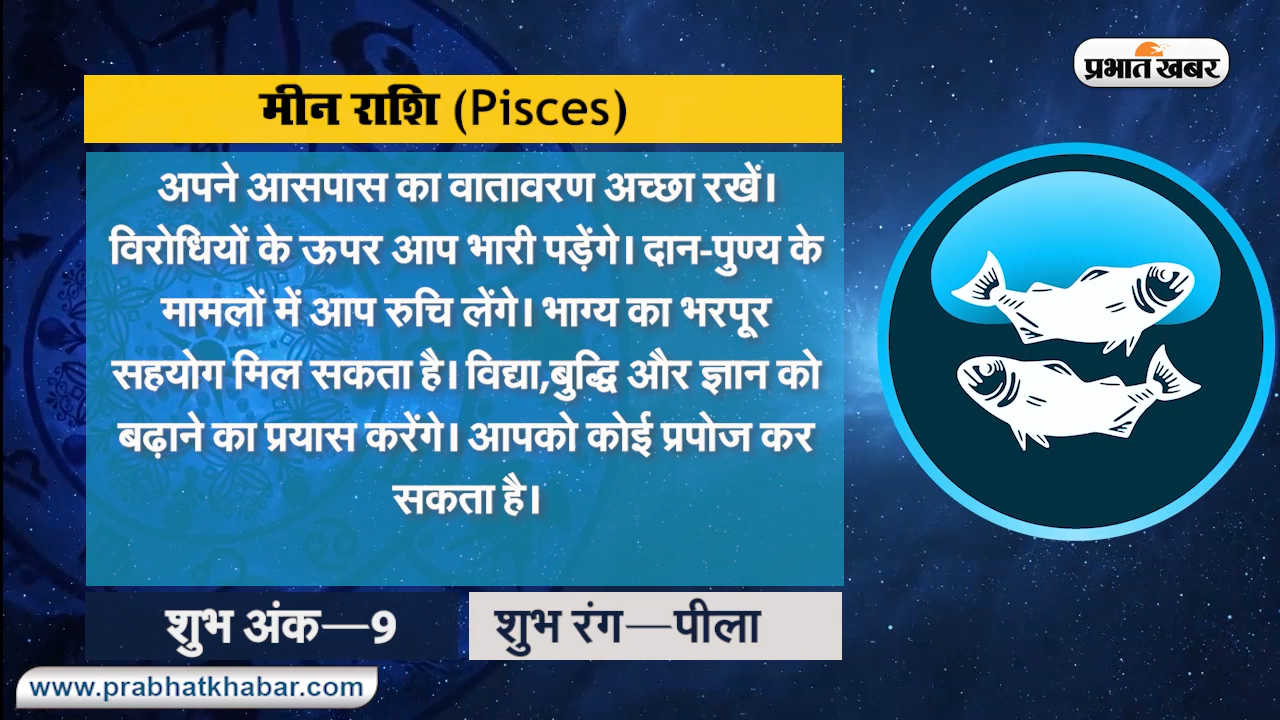 प्रभात खबर
मीन राशि (Pisces)
अपने आसपास का वातावरण अच्छा रखें।
विरोधियों के ऊपर आप भारी पड़ेंगे। दान-पुण्य के
मामलों में आप रुचि लेंगे। भाग्य का भरपूर
सहयोग मिल सकता है। विद्या,बुद्धि और ज्ञान को
बढ़ाने का प्रयास करेंगे। आपको कोई प्रपोज कर
सकता है।
शुभ अंक—9
शुभ रंग—पीला
www.prabhatkhabar.com